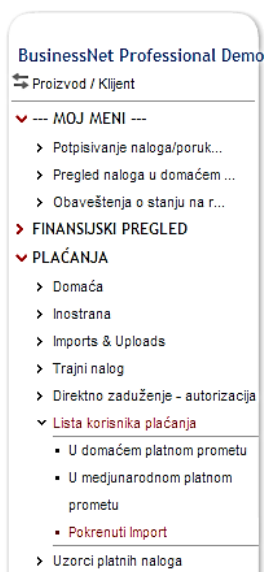 BusinessNet Professional Demo
Proizvod / Klijent
--- MOJ MENI ---
Potpisivanje naloga/poruk...
Pregled naloga u domaćem ...
Obaveštenja o stanju na r...
FINANSIJSKI PREGLED
PLAĆANJA
Domaća
Inostrana
Imports & Uploads
Trajni nalog
Direktno zaduženje - autorizacija
Lista korisnika plaćanja
U domaćem platnom prometu
U medjunarodnom platnom
prometu
Pokrenuti Import
Uzorci platnih naloga